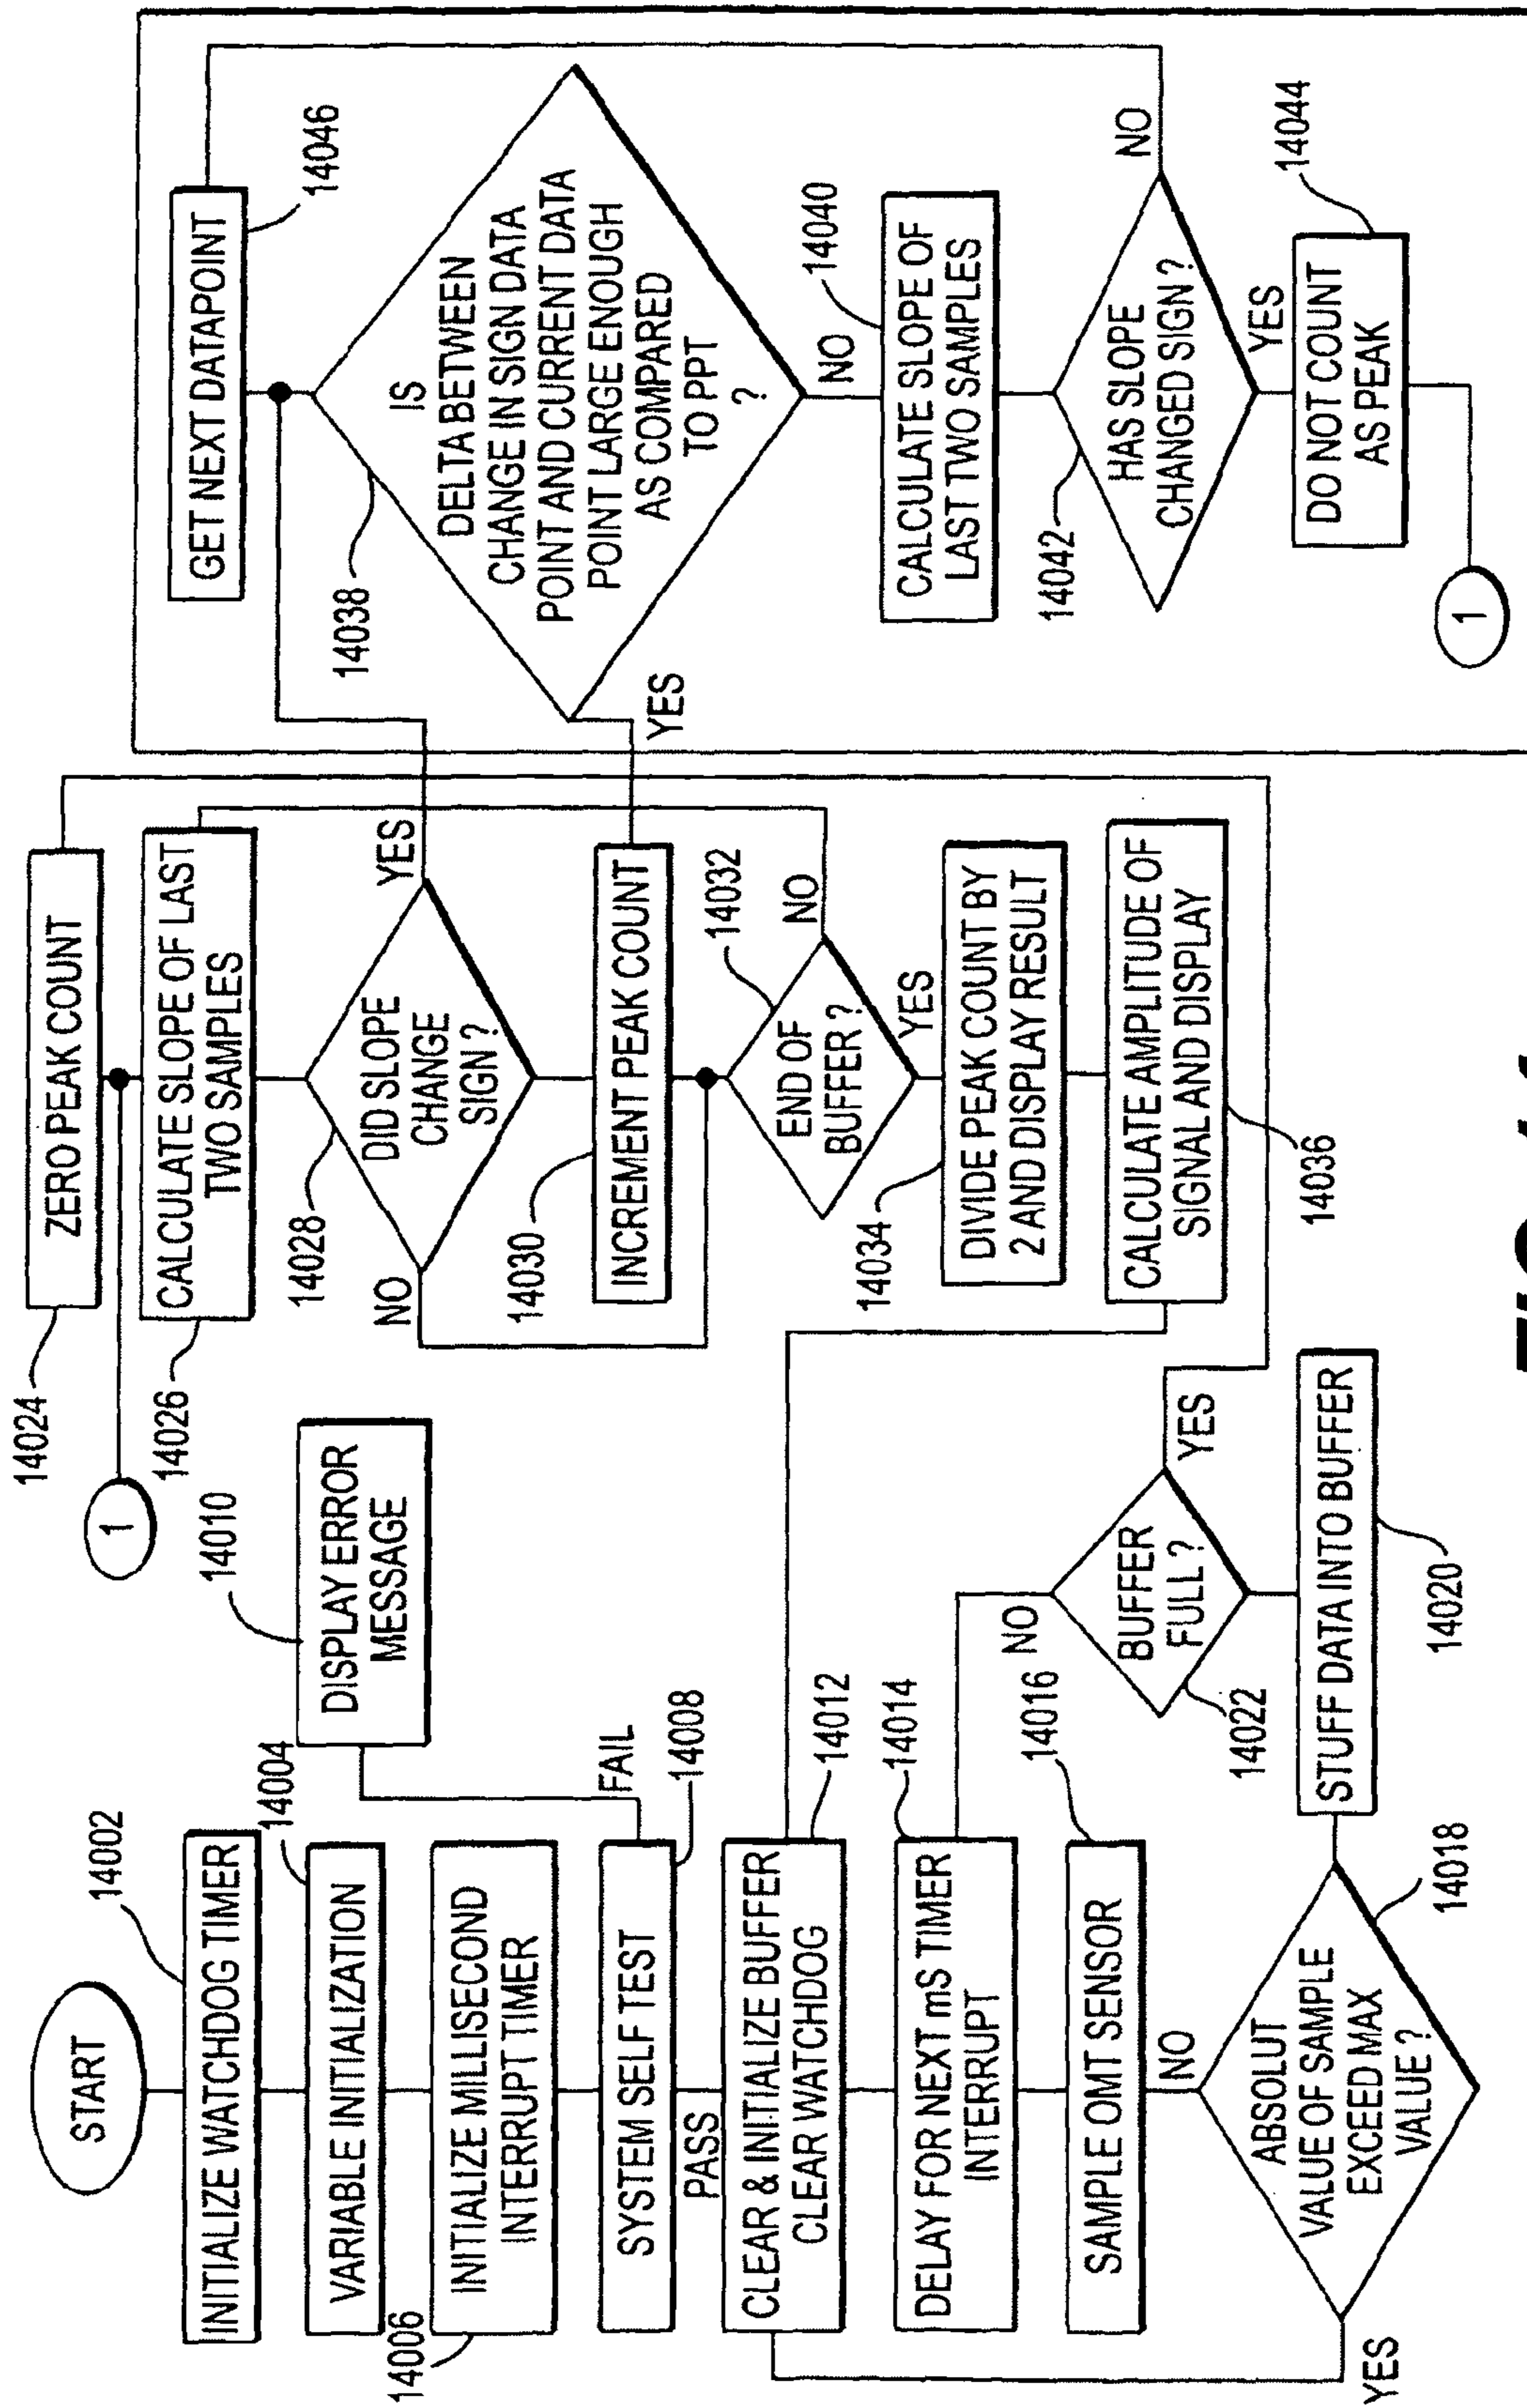 START
14002
INITIALIZE WATCHDOG TIMER
14004
VARIABLE INITIALIZATION
14006
INITIALIZE MILLISECOND
INTERRUPT TIMER
SYSTEM SELF TEST
14008
FAIL
14010
DISPLAY ERROR
MESSAGE
PASS
CLEAR & INITIALIZE BUFFER
CLEAR WATCHDOG
14012
DELAY FOR NEXT mS TIMER
INTERRUPT
14014
SAMPLE OMT SENSOR
14016
NO
ABSOLUT
VALUE OF SAMPLE
EXCEED MAX
VALUE ?
14018
YES
STUFF DATA INTO BUFFER
14020
BUFFER
FULL ?
14022
NO
YES
14024
ZERO PEAK COUNT
1
14026
CALCULATE SLOPE OF LAST
TWO SAMPLES
14028
DID SLOPE
CHANGE
SIGN ?
YES
NO
14030
INCREMENT PEAK COUNT
14032
END OF
BUFFER ?
NO
YES
14034
DIVIDE PEAK COUNT BY
2 AND DISPLAY RESULT
CALCULATE AMPLITUDE OF
SIGNAL AND DISPLAY
14036
GET NEXT DATAPOINT
14046
14038
IS
DELTA BETWEEN
CHANGE IN SIGN DATA
POINT AND CURRENT DATA
POINT LARGE ENOUGH
AS COMPARED
TO PPT
?
YES
NO
14040
CALCULATE SLOPE OF
LAST TWO SAMPLES
14042
HAS SLOPE
CHANGED SIGN ?
NO
YES
14044
DO NOT COUNT
AS PEAK
1